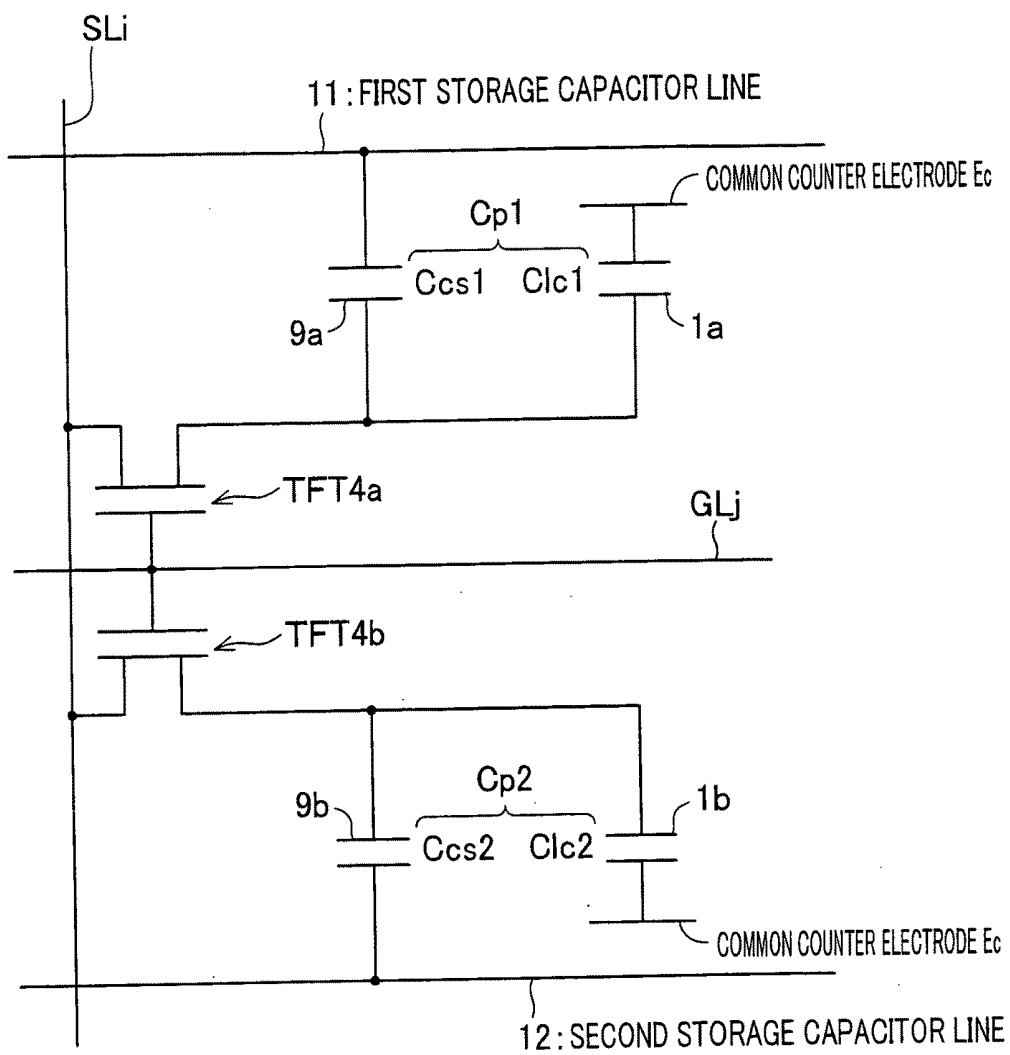 SLi
11 : FIRST STORAGE CAPACITOR LINE
COMMON COUNTER ELECTRODE Ec
Cp1
Ccs1 Clc1
9a
1a
TFT4a
GLj
TFT4b
Cp2
9b
1b
Ccs2 Clc2
COMMON COUNTER ELECTRODE Ec
12 : SECOND STORAGE CAPACITOR LINE